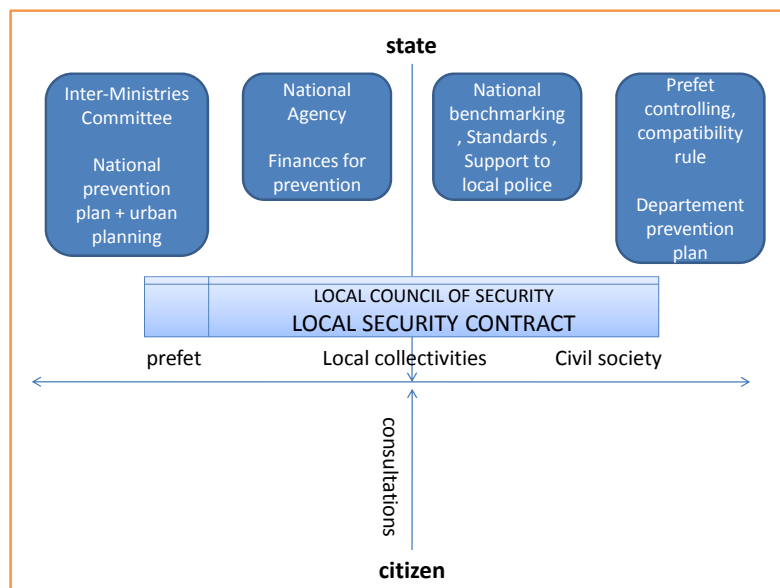 state
Inter-Ministries
Committee
National
prevention
plan + urban
planning
National
Agency
Finances for
prevention
National
benchmarking
, Standards ,
Support to
local police
Prefet
controlling,
compatibility
rule
Departement
prevention
plan
LOCAL COUNCIL OF SECURITY
LOCAL SECURITY CONTRACT
prefet
Local collectivities
Civil society
consultations
citizen